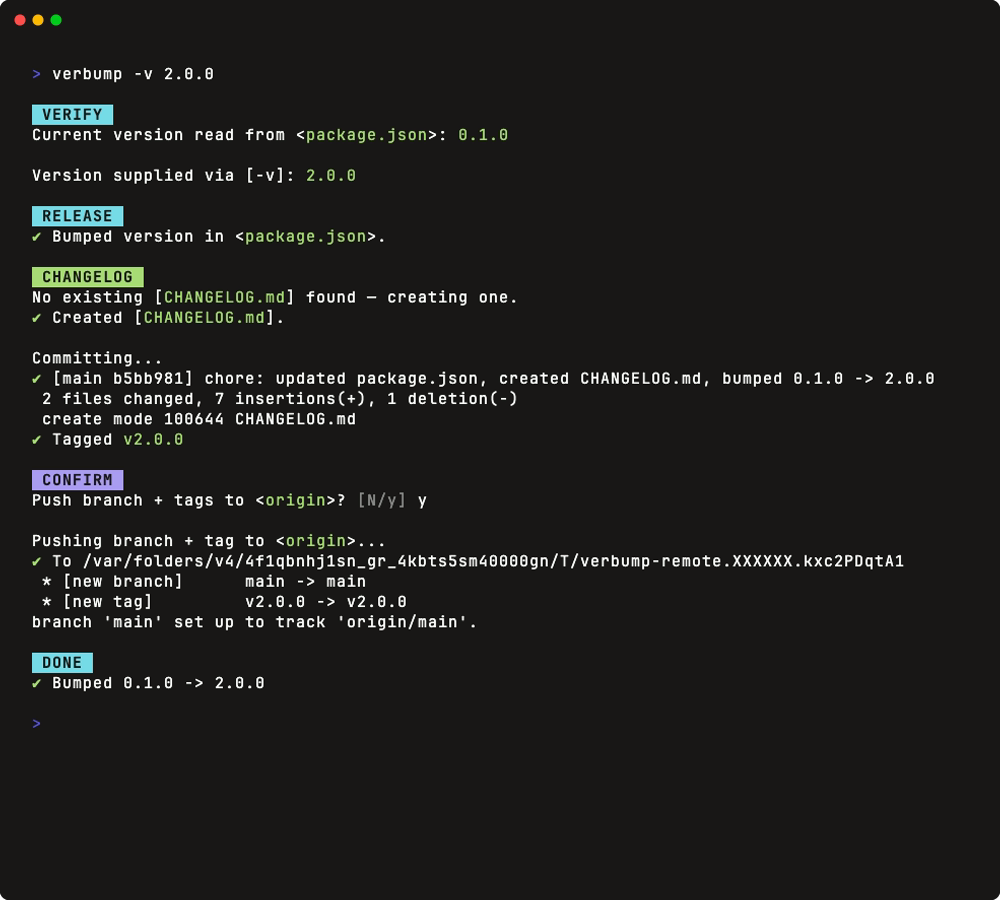 > verbump -v 2.0.0
VERIFY
Current version read from <package.json>: 0.1.0
Version supplied via [-v]: 2.0.0
RELEASE
✔ Bumped version in <package.json>.
CHANGELOG
No existing [CHANGELOG.md] found — creating one.
✔ Created [CHANGELOG.md].
Committing...
✔ [main b5bb981] chore: updated package.json, created CHANGELOG.md, bumped 0.1.0 -> 2.0.0
2 files changed, 7 insertions(+), 1 deletion(-)
create mode 100644 CHANGELOG.md
✔ Tagged v2.0.0
CONFIRM
Push branch + tags to <origin>? [N/y] y
Pushing branch + tag to <origin>...
✔ To /var/folders/v4/4f1qbnhj1sn_gr_4kbts5sm40000gn/T/verbump-remote.XXXXXX.kxc2PDqtA1
* [new branch]      main -> main
* [new tag]         v2.0.0 -> v2.0.0
branch 'main' set up to track 'origin/main'.
DONE
✔ Bumped 0.1.0 -> 2.0.0
>